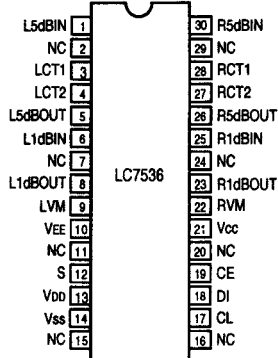 L5dBIN 1 30 R5dBIN
NC 2 29 NC
LCT1 3 28 RCT1
LCT2 4 27 RCT2
L5dBOUT 5 26 R5dBOUT
L1dBIN 6 25 R1dBIN
NC 7 24 NC
LC7536
L1dBOUT 8 23 R1dBOUT
LVM 9 22 RVM
VEE 10 21 Vcc
NC 11 20 NC
S 12 19 CE
VDD 13 18 DI
Vss 14 17 CL
NC 15 16 NC